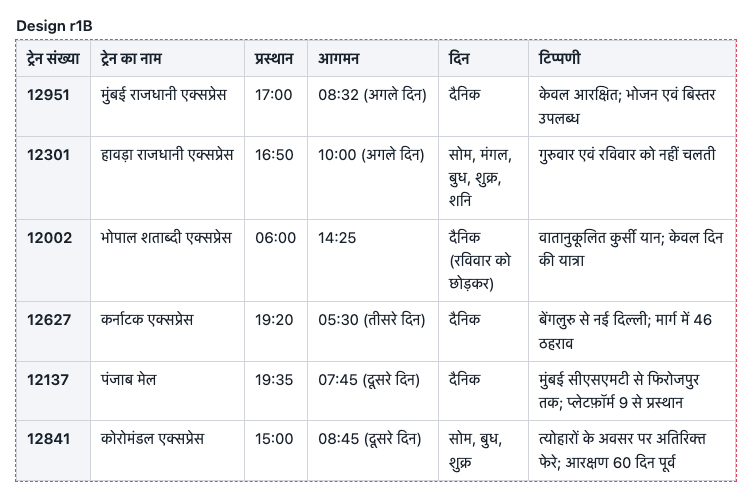 Design r1B
ट्रेन संख्या ट्रेन का नाम प्रस्थान आगमन दिन टिप्पणी
12951 मुंबई राजधानी एक्सप्रेस 17:00 08:32 (अगले दिन) दैनिक केवल आरक्षित; भोजन एवं बिस्तर
उपलब्ध
12301 हावड़ा राजधानी एक्सप्रेस 16:50 10:00 (अगले दिन) सोम, मंगल, गुरुवार एवं रविवार को नहीं चलती
बुध, शुक्र,
शनि
12002 भोपाल शताब्दी एक्सप्रेस 06:00 14:25 दैनिक वातानुकूलित कुर्सी यान; केवल दिन
(रविवार को की यात्रा
छोड़कर)
12627 कर्नाटक एक्सप्रेस 19:20 05:30 (तीसरे दिन) दैनिक बेंगलुरु से नई दिल्ली; मार्ग में 46
ठहराव
12137 पंजाब मेल 19:35 07:45 (दूसरे दिन) दैनिक मुंबई सीएसएमटी से फिरोजपुर
तक; प्लेटफ़ॉर्म 9 से प्रस्थान
12841 कोरोमंडल एक्सप्रेस 15:00 08:45 (दूसरे दिन) सोम, बुध, त्योहारों के अवसर पर अतिरिक्त
शुक्र फेरे; आरक्षण 60 दिन पूर्व